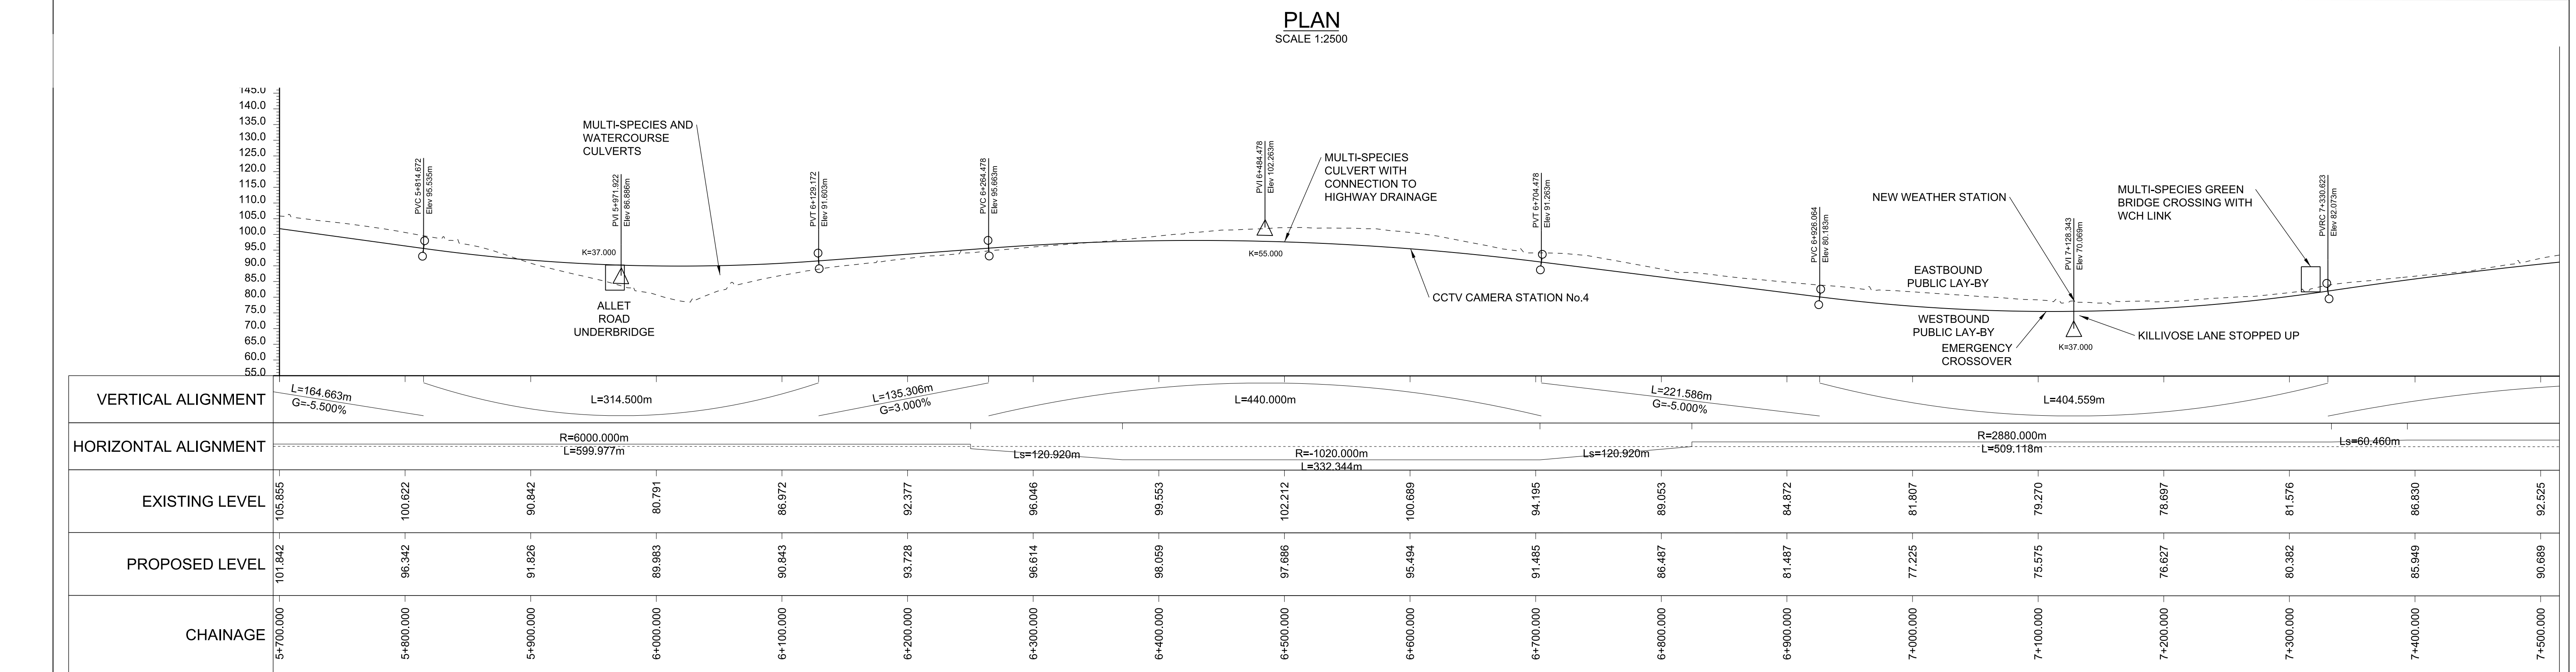 PLAN
SCALE 1:2500
145.0
140.0
135.0
130.0
125.0
120.0
115.0
110.0
105.0
100.0
95.0
90.0
85.0
80.0
75.0
70.0
65.0
60.0
55.0
PVC 5+814.672
Elev 95.535m
MULTI-SPECIES AND
WATERCOURSE
CULVERTS
K=37.000
PVI 5+971.922
Elev 86.886m
ALLET
ROAD
UNDERBRIDGE
PVT 6+129.172
Elev 91.603m
PVC 6+264.478
Elev 95.663m
PVI 6+484.478
Elev 102.263m
K=55.000
MULTI-SPECIES
CULVERT WITH
CONNECTION TO
HIGHWAY DRAINAGE
CCTV CAMERA STATION No.4
PVT 6+704.478
Elev 91.263m
PVC 6+926.064
Elev 80.183m
NEW WEATHER STATION
EASTBOUND
PUBLIC LAY-BY
WESTBOUND
PUBLIC LAY-BY
EMERGENCY
CROSSOVER
PVI 7+128.343
Elev 70.069m
K=37.000
KILLIVOSE LANE STOPPED UP
MULTI-SPECIES GREEN
BRIDGE CROSSING WITH
WCH LINK
PVRC 7+330.623
Elev 82.073m
VERTICAL ALIGNMENT
L=164.663m
G=-5.500%
L=314.500m
L=135.306m
G=3.000%
L=440.000m
L=221.586m
G=-5.000%
L=404.559m
HORIZONTAL ALIGNMENT
R=6000.000m
L=599.977m
Ls=120.920m
R=-1020.000m
L=332.344m
Ls=120.920m
R=2880.000m
L=509.118m
Ls=60.460m
EXISTING LEVEL
105.855
100.622
90.842
80.791
86.972
92.377
96.046
99.553
102.212
100.689
94.195
89.053
84.872
81.807
79.270
78.697
81.576
86.830
92.525
PROPOSED LEVEL
101.842
96.342
91.826
89.983
90.843
93.728
96.614
98.059
97.686
95.494
91.485
86.487
81.487
77.225
75.575
76.627
80.382
85.949
90.689
CHAINAGE
5+700.000
5+800.000
5+900.000
6+000.000
6+100.000
6+200.000
6+300.000
6+400.000
6+500.000
6+600.000
6+700.000
6+800.000
6+900.000
7+000.000
7+100.000
7+200.000
7+300.000
7+400.000
7+500.000